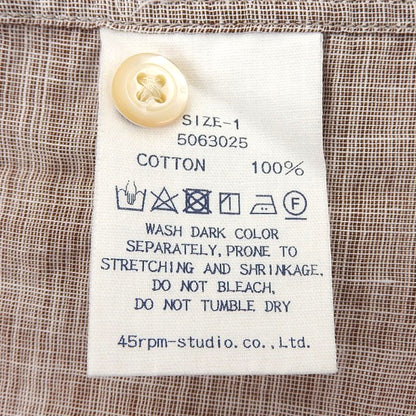 SIZE-1
5063025
COTTON 100%
F
WASH DARK COLOR
SEPARATELY, PRONE TO
STRETCHING AND SHRINKAGE.
DO NOT BLEACH.
DO NOT TUMBLE DRY
45rpm-studio.co.,Ltd.